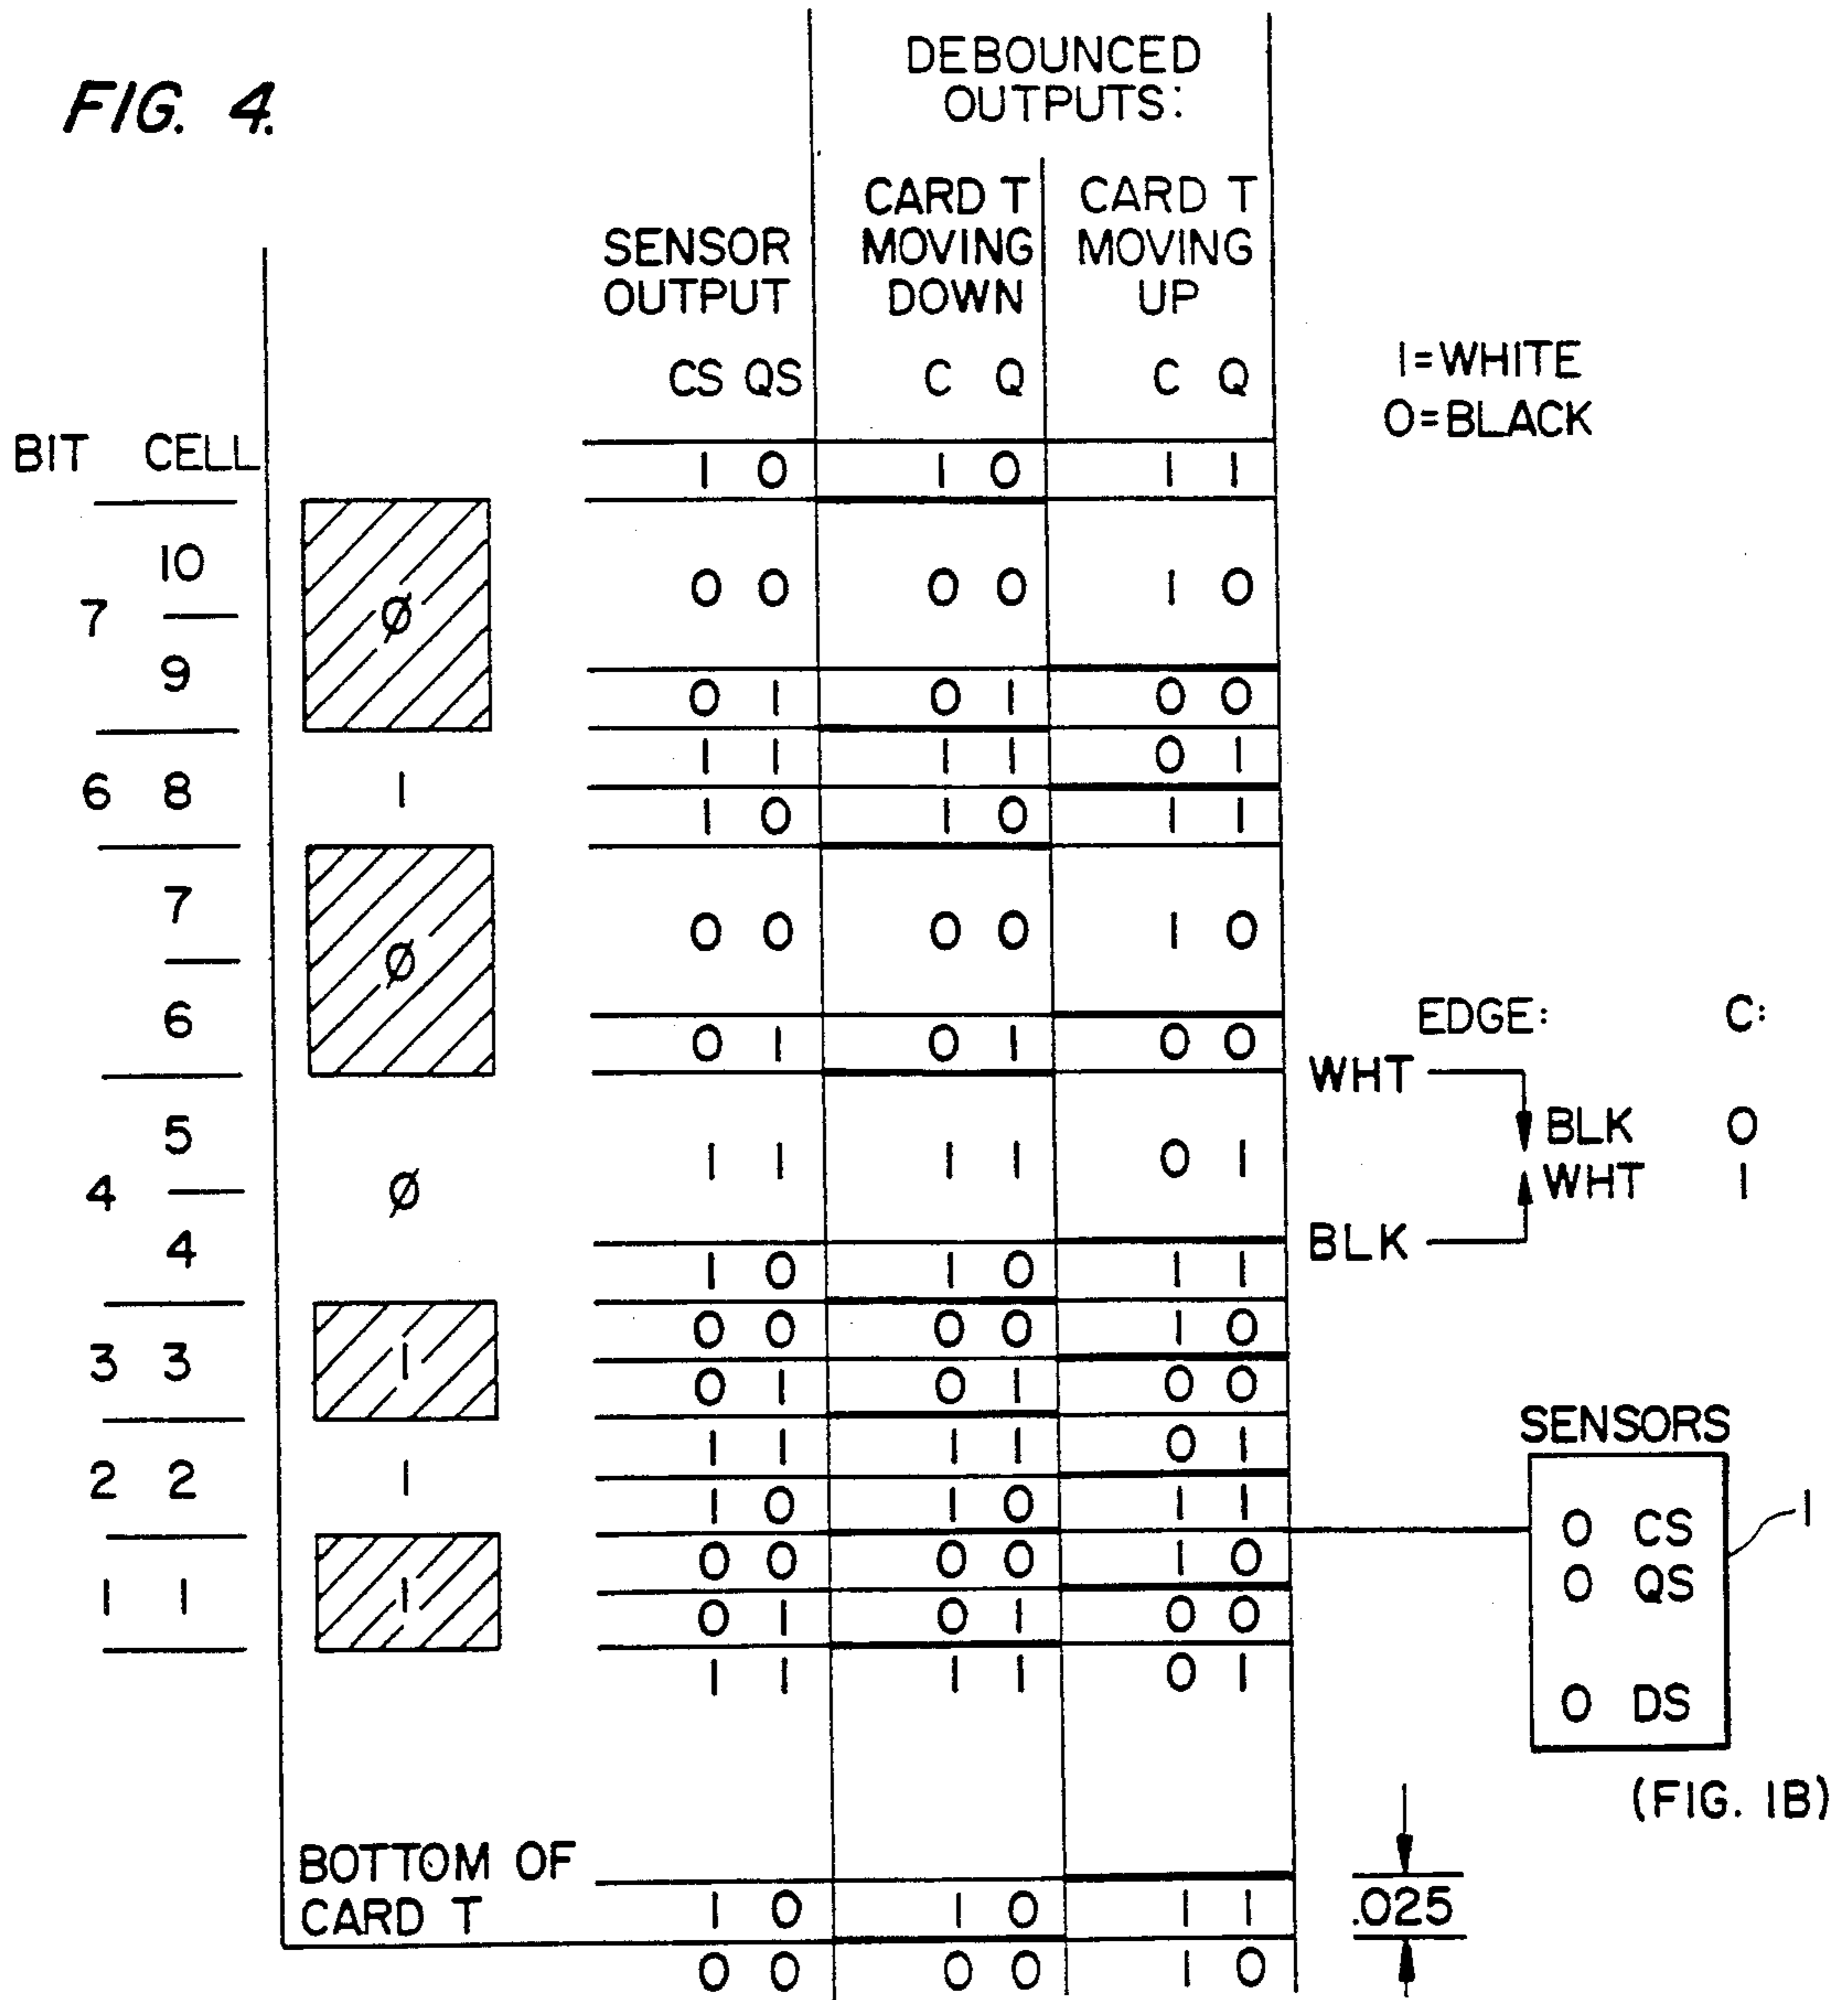 FIG. 4.
DEBOUNCED
OUTPUTS:
SENSOR
OUTPUT
CARD T
MOVING
DOWN
CARD T
MOVING
UP
CS QS C Q C Q
1=WHITE
0=BLACK
BIT CELL
1 0 1 0 1 1
10
7 Ø 0 0 0 0 1 0
9
0 1 0 1 0 0
1 1 1 1 0 1
6 8 1
1 0 1 0 1 1
7
Ø 0 0 0 0 1 0
6
0 1 0 1 0 0
EDGE: C:
WHT
BLK 0
WHT 1
BLK
5
4 Ø 1 1 1 1 0 1
4
1 0 1 0 1 1
0 0 0 0 1 0
3 3 1
0 1 0 1 0 0
1 1 1 1 0 1
2 2 1
1 0 1 0 1 1
0 0 0 0 1 0
1 1 1
0 1 0 1 0 0
1 1 1 1 0 1
SENSORS
0 CS
0 QS
0 DS
1
(FIG. 1B)
BOTTOM OF
CARD T
1 0 1 0 1 1
0 0 0 0 1 0
.025